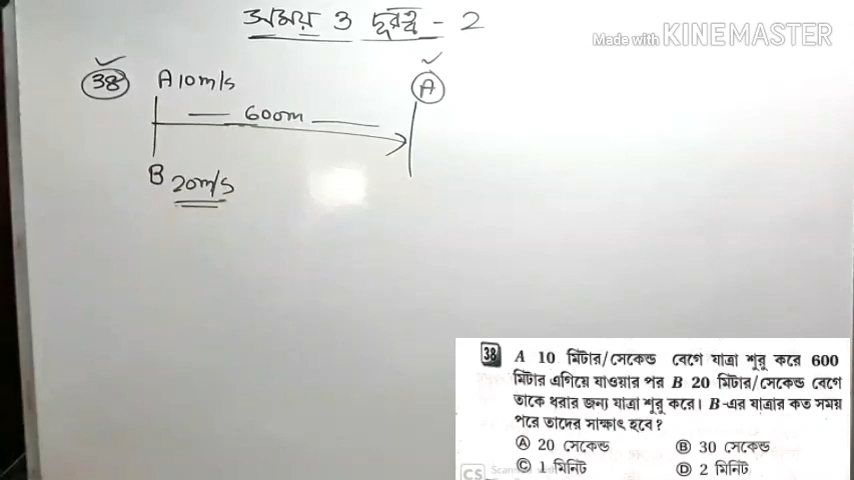 সময় ও দূরত্ব - 2
Made with KINEMASTER
38 A 10m/s A
600m
B 20m/s
38 A 10 মিটার/সেকেন্ড বেগে যাত্রা শুরু করে 600
মিটার এগিয়ে যাওয়ার পর B 20 মিটার/সেকেন্ড বেগে
তাকে ধরার জন্য যাত্রা শুরু করে। B-এর যাত্রার কত সময়
পরে তাদের সাক্ষাৎ হবে?
Ⓐ 20 সেকেন্ড Ⓑ 30 সেকেন্ড
Ⓒ 1 মিনিট Ⓓ 2 মিনিট
CS